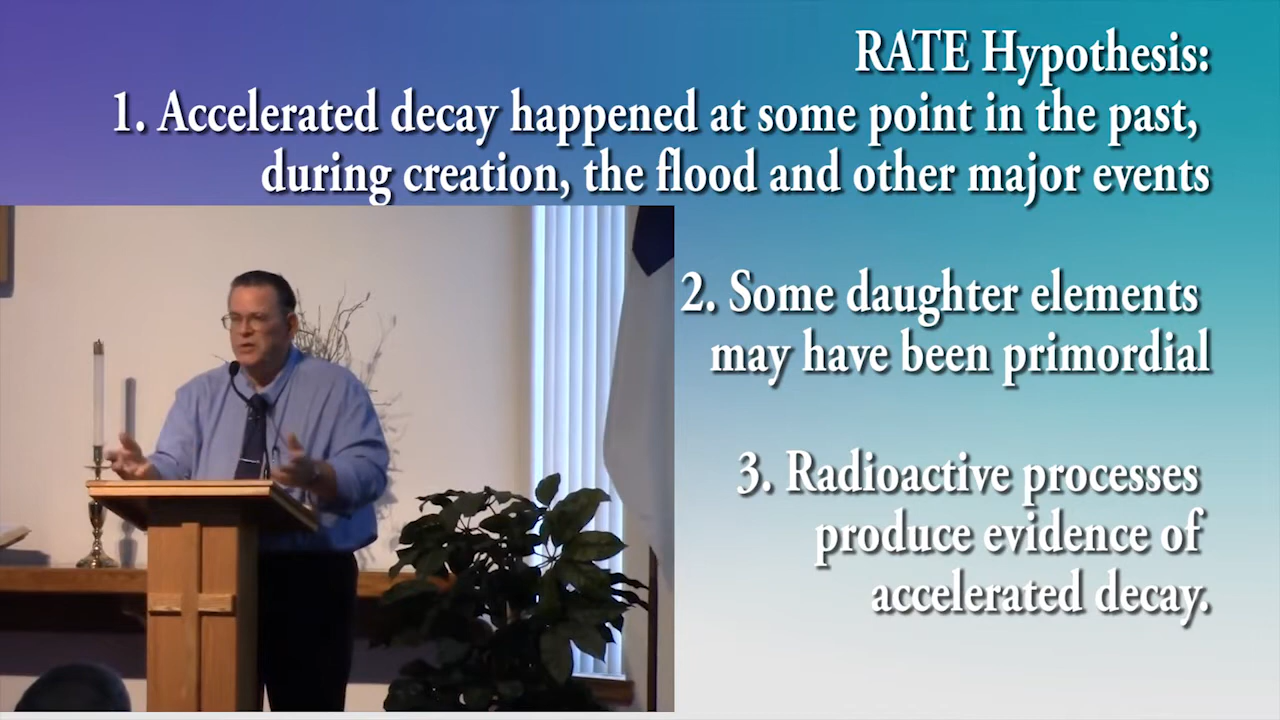 RATE Hypothesis:
1. Accelerated decay happened at some point in the past,
during creation, the flood and other major events
2. Some daughter elements
may have been primordial
3. Radioactive processes
produce evidence of
accelerated decay.